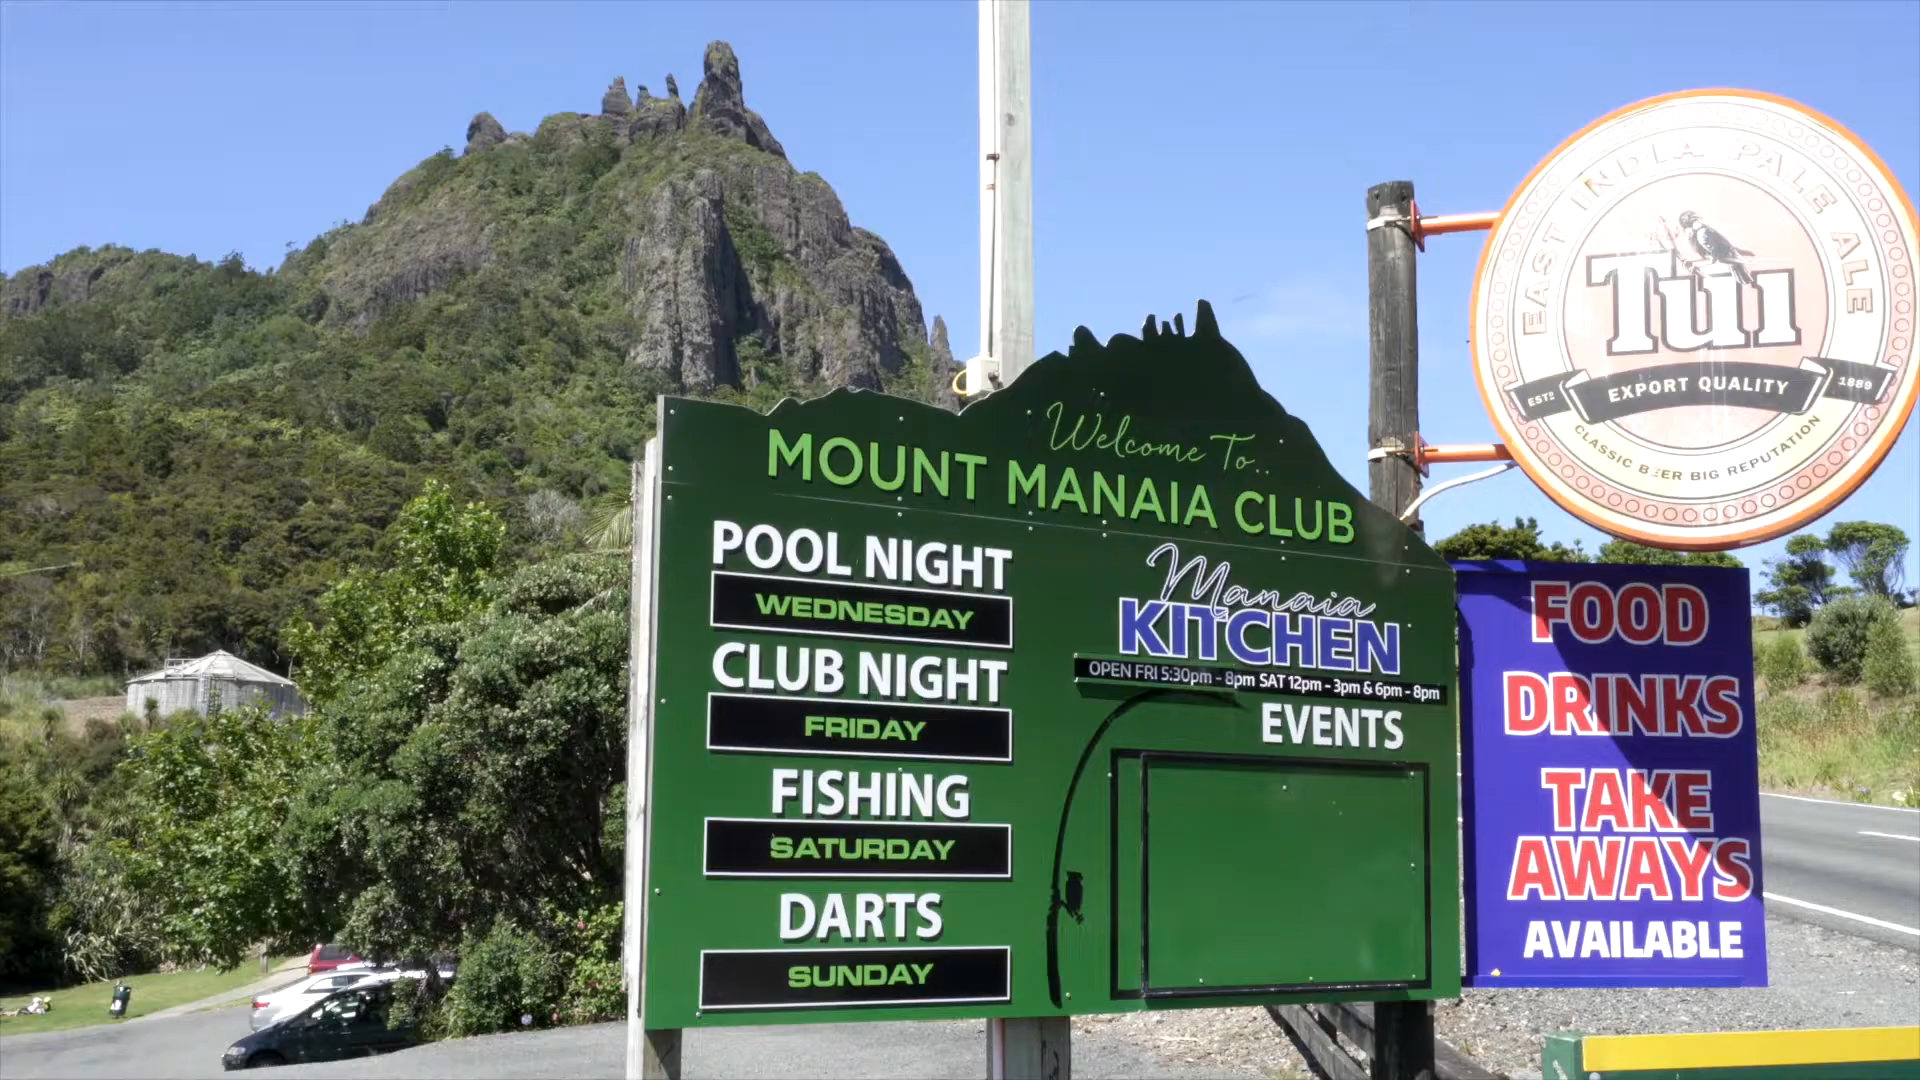 Welcome To..
MOUNT MANAIA CLUB
POOL NIGHT
WEDNESDAY
CLUB NIGHT
FRIDAY
FISHING
SATURDAY
DARTS
SUNDAY
Manaia
KITCHEN
OPEN FRI 5:30pm - 8pm SAT 12pm - 3pm & 6pm - 8pm
EVENTS
EAST INDIA PALE ALE
Tui
ESTD EXPORT QUALITY 1889
CLASSIC BEER BIG REPUTATION
FOOD
DRINKS
TAKE
AWAYS
AVAILABLE